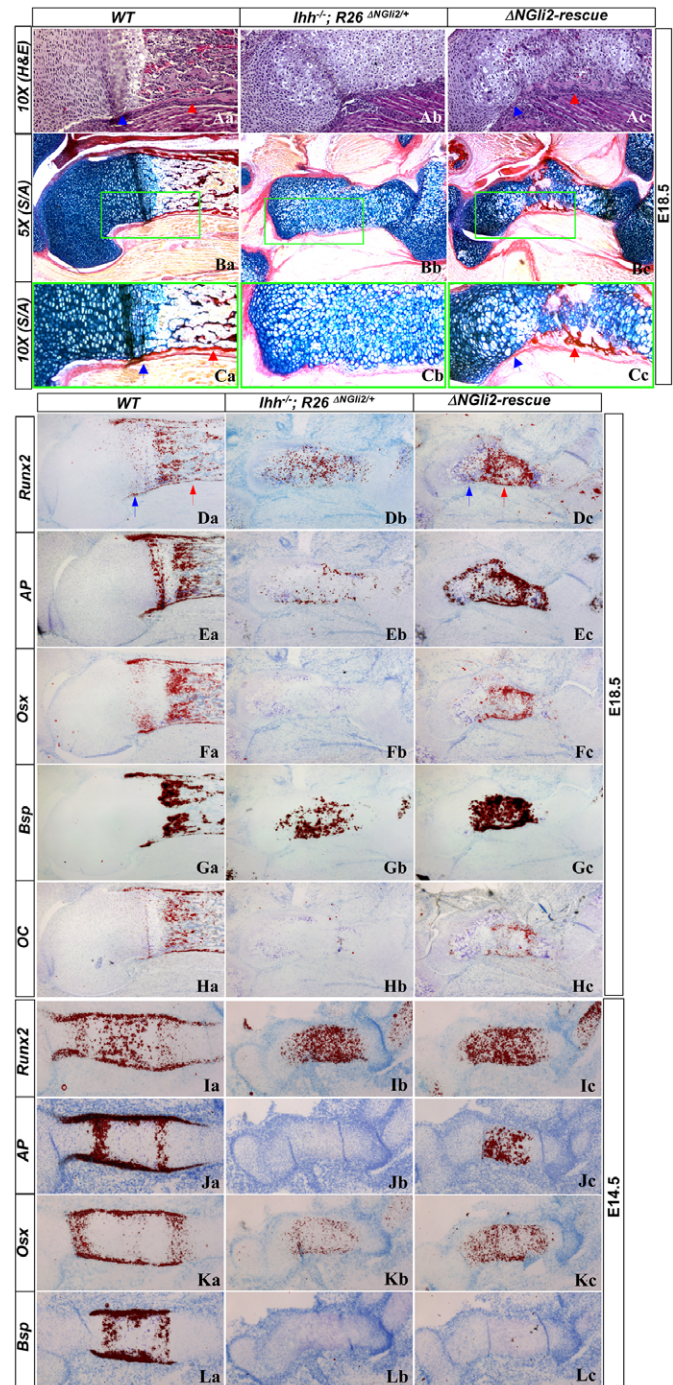 WT Ihh-/-; R26 ΔNGli2/+ ΔNGli2-rescue
10X (H&E) Aa Ab Ac
5X (S/A) Ba Bb Bc
10X (S/A) Ca Cb Cc
E18.5
WT Ihh-/-; R26 ΔNGli2/+ ΔNGli2-rescue
Runx2 Da Db Dc
AP Ea Eb Ec
Osx Fa Fb Fc
Bsp Ga Gb Gc
OC Ha Hb Hc
E18.5
Runx2 Ia Ib Ic
AP Ja Jb Jc
Osx Ka Kb Kc
Bsp La Lb Lc
E14.5